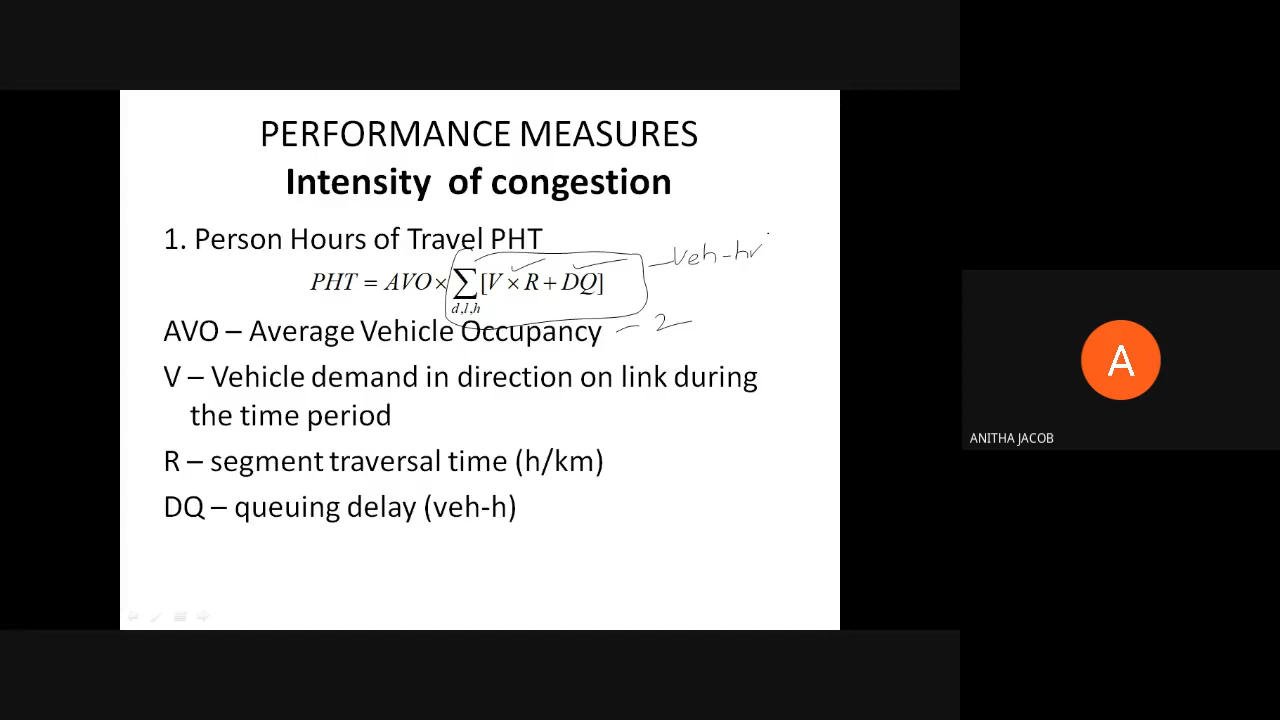 PERFORMANCE MEASURES
Intensity of congestion
1. Person Hours of Travel PHT
PHT = AVO × ∑ [V × R + DQ]
d,l,h
Veh-hr
AVO – Average Vehicle Occupancy – 2
V – Vehicle demand in direction on link during
the time period
R – segment traversal time (h/km)
DQ – queuing delay (veh-h)
A
ANITHA JACOB